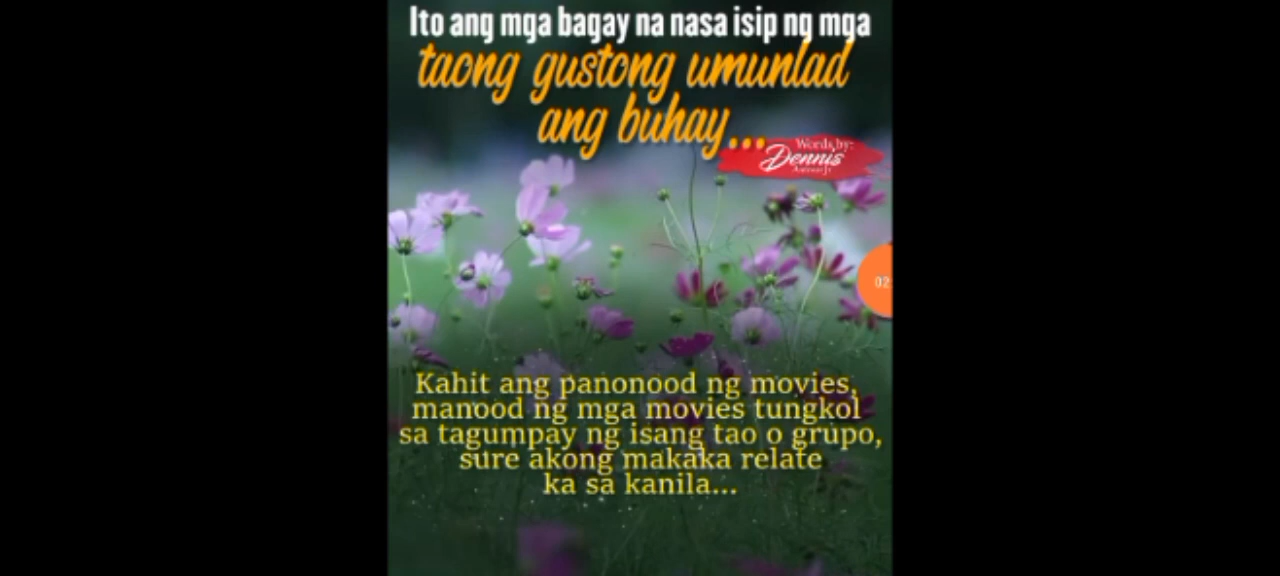 Ito ang mga bagay na nasa isip ng mga
taong gustong umunlad
ang buhay...
Words by:
Dennis
Kahit ang panonood ng movies,
manood ng mga movies tungkol
sa tagumpay ng isang tao o grupo,
sure akong makaka relate
ka sa kanila...
02